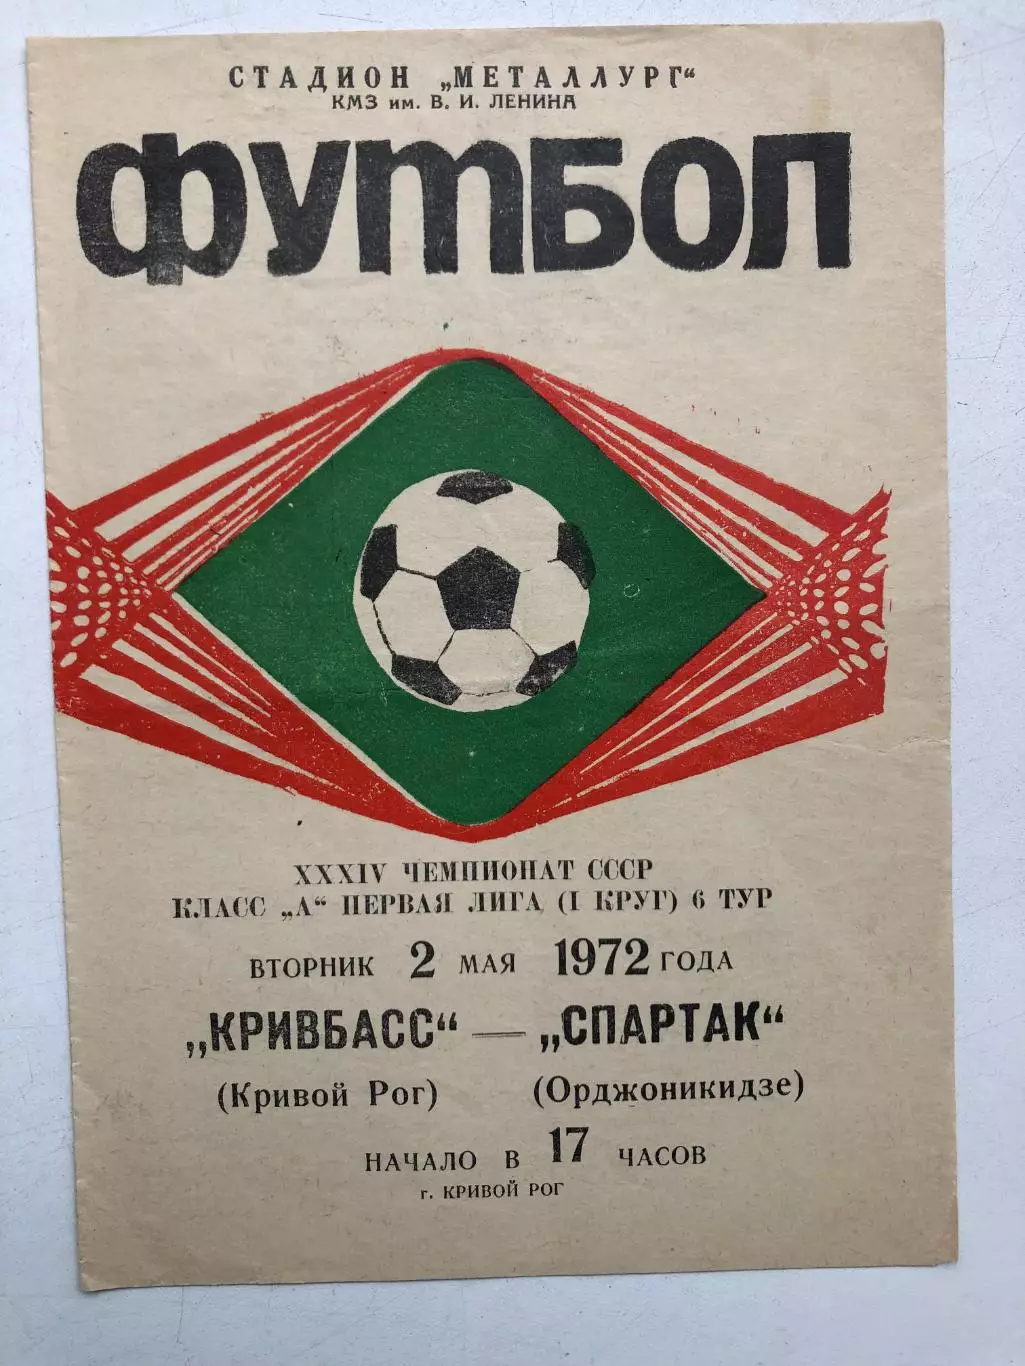 СТАДИОН „МЕТАЛЛУРГ“
КМЗ им. В. И. ЛЕНИНА
ФУТБОЛ
XXXIV ЧЕМПИОНАТ СССР
КЛАСС „А“ ПЕРВАЯ ЛИГА (I КРУГ) 6 ТУР
ВТОРНИК 2 МАЯ 1972 ГОДА
„КРИВБАСС“ — „СПАРТАК“
(Кривой Рог) (Орджоникидзе)
НАЧАЛО В 17 ЧАСОВ
г. КРИВОЙ РОГ